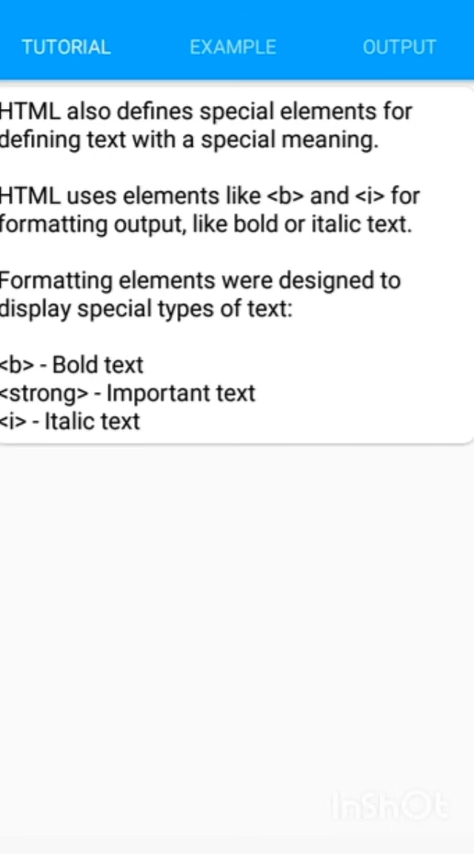 TUTORIAL EXAMPLE OUTPUT
HTML also defines special elements for
defining text with a special meaning.
HTML uses elements like <b> and <i> for
formatting output, like bold or italic text.
Formatting elements were designed to
display special types of text:
<b> - Bold text
<strong> - Important text
<i> - Italic text
InShOt